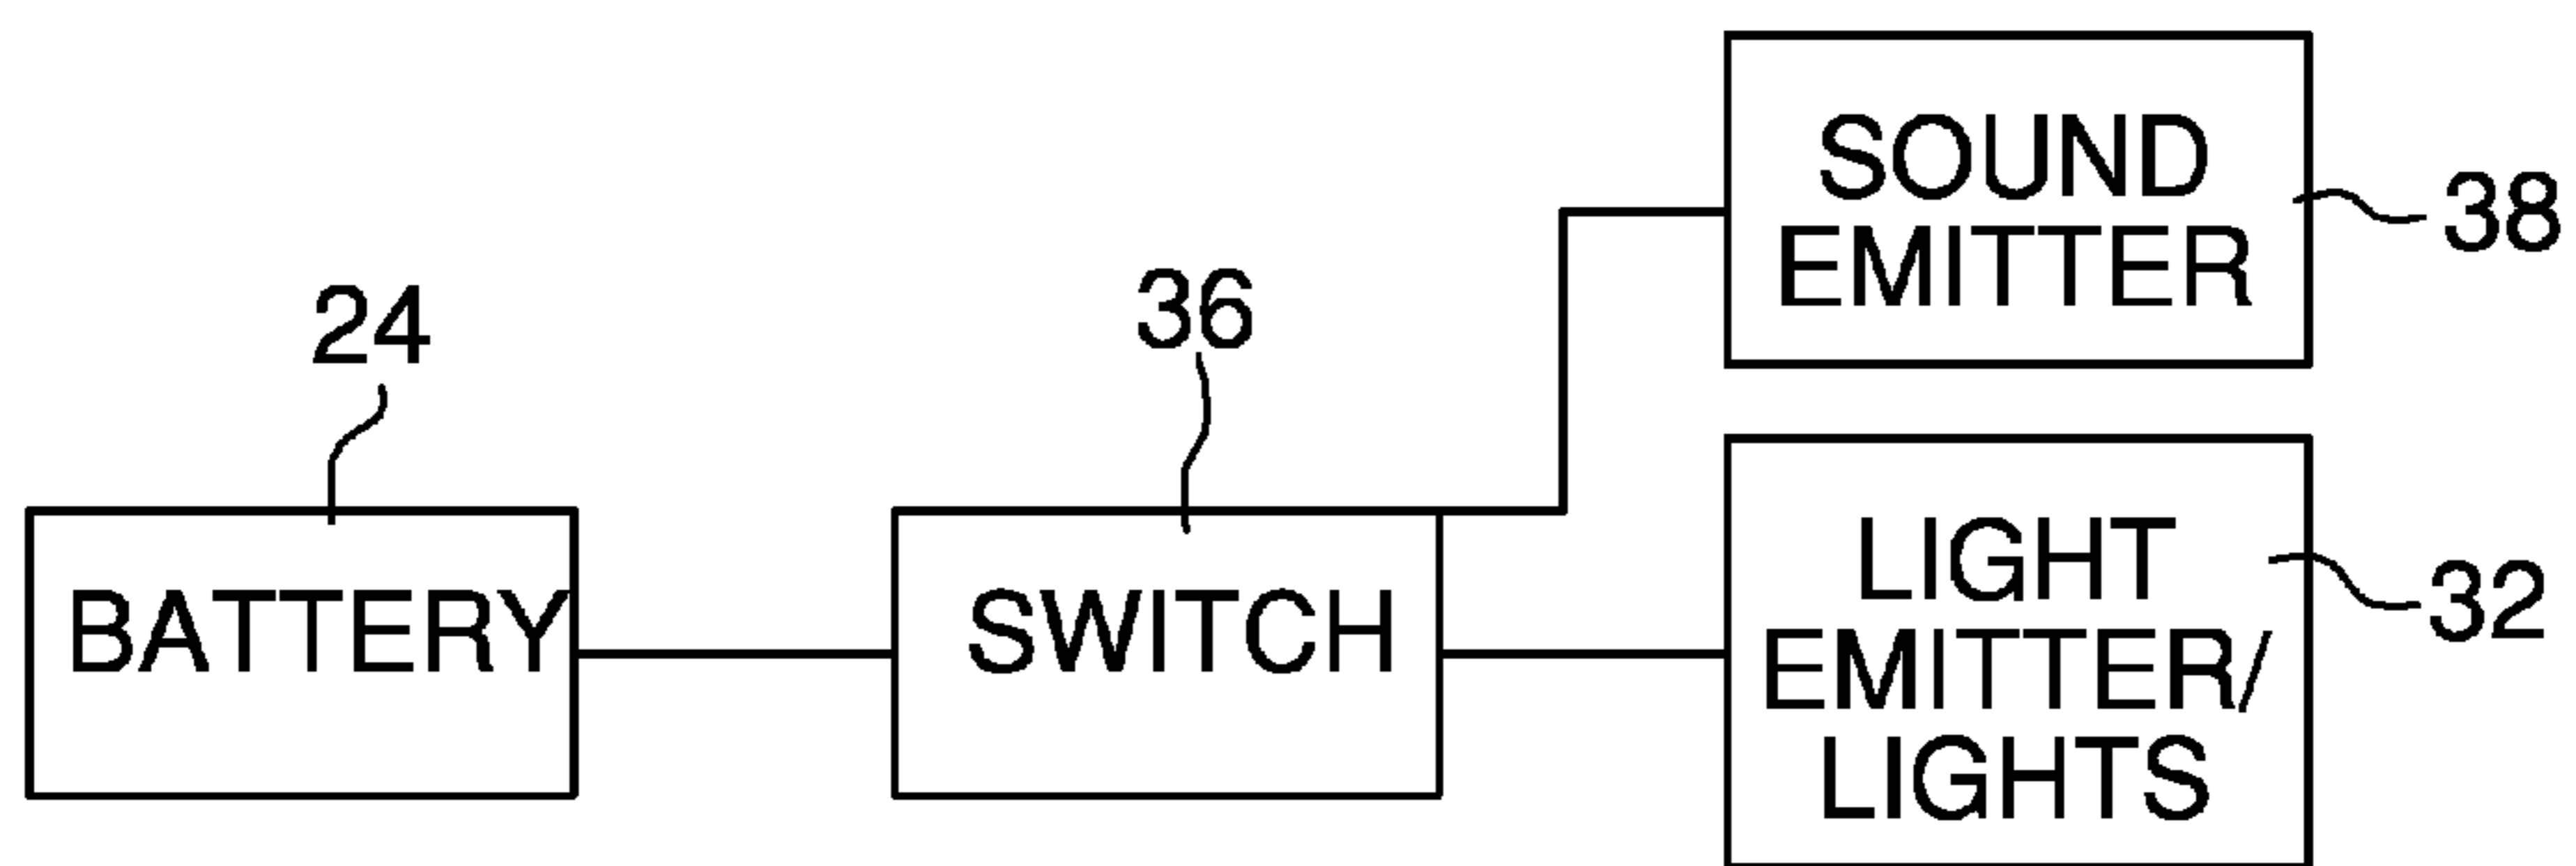 24
BATTERY
36
SWITCH
SOUND
EMITTER
38
LIGHT
EMITTER/
LIGHTS
32